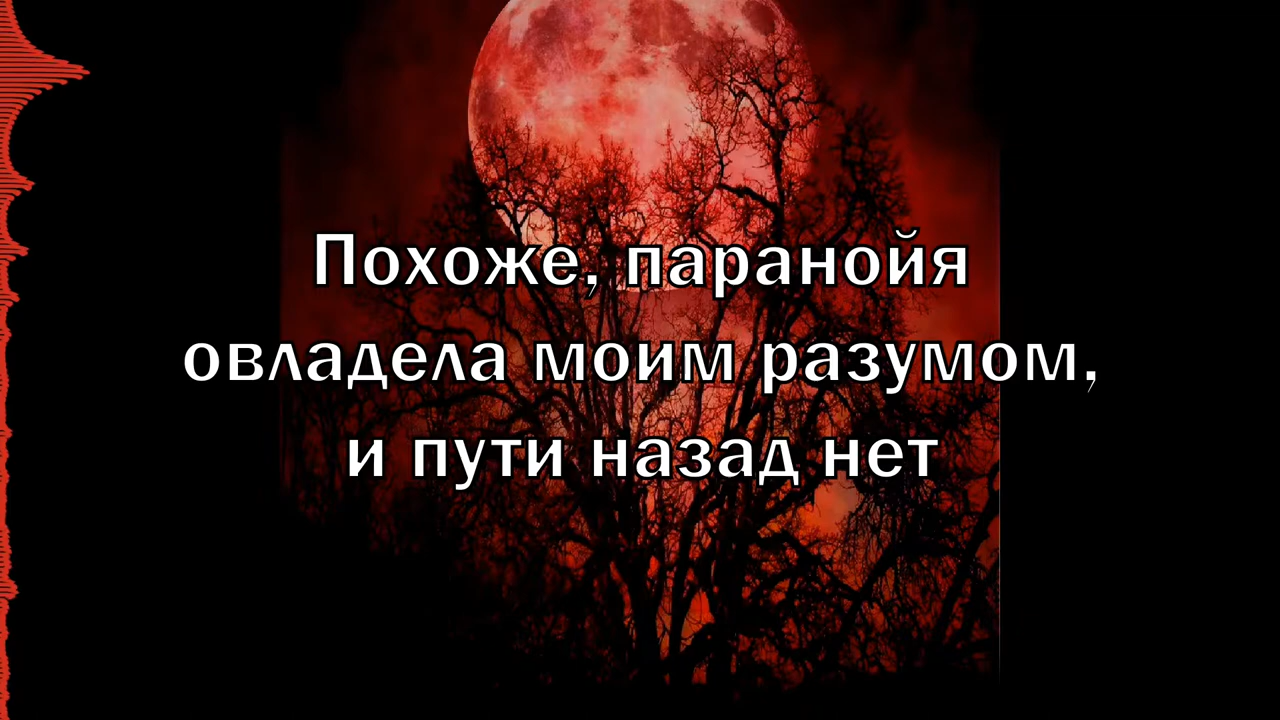 Похоже, паранойя
овладела моим разумом,
и пути назад нет